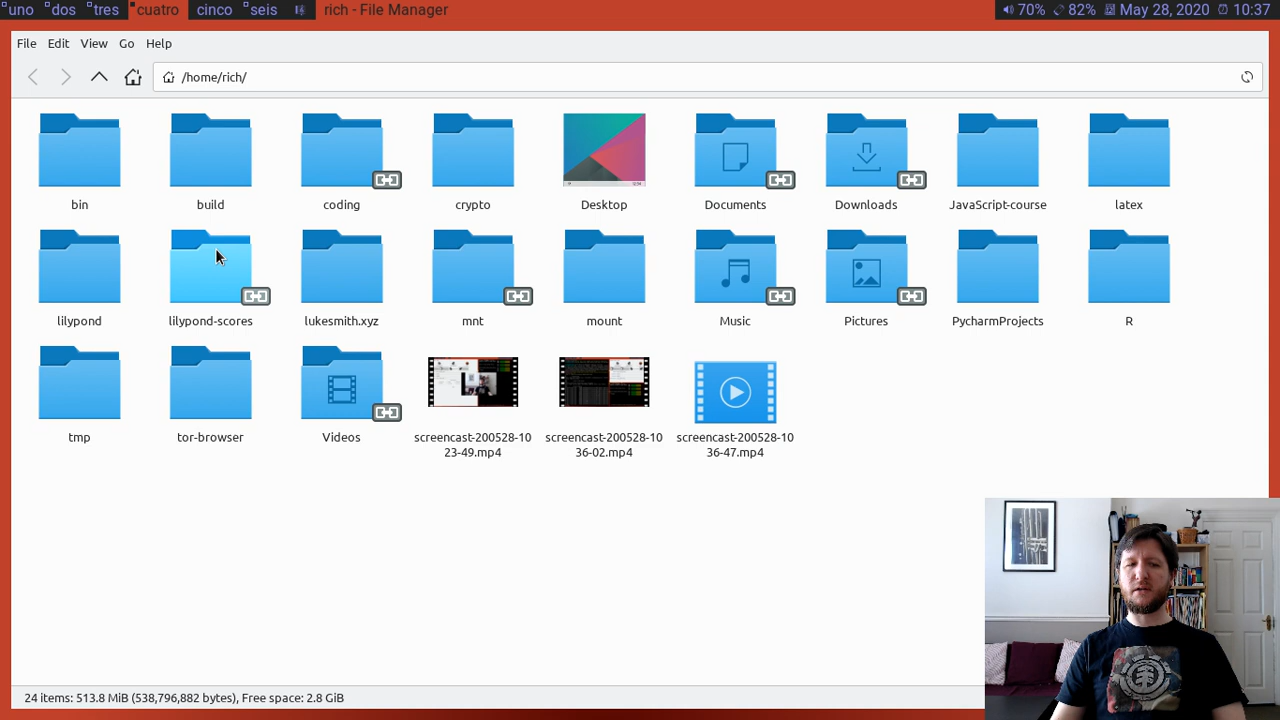 uno dos tres cuatro cinco seis rich - File Manager 70% 82% May 28, 2020 10:37
File Edit View Go Help
/home/rich/
bin build coding crypto Desktop Documents Downloads JavaScript-course latex
lilypond lilypond-scores lukesmith.xyz mnt mount Music Pictures PycharmProjects R
tmp tor-browser Videos screencast-200528-10 screencast-200528-10 screencast-200528-10
23-49.mp4 36-02.mp4 36-47.mp4
24 items: 513.8 MiB (538,796,882 bytes), Free space: 2.8 GiB